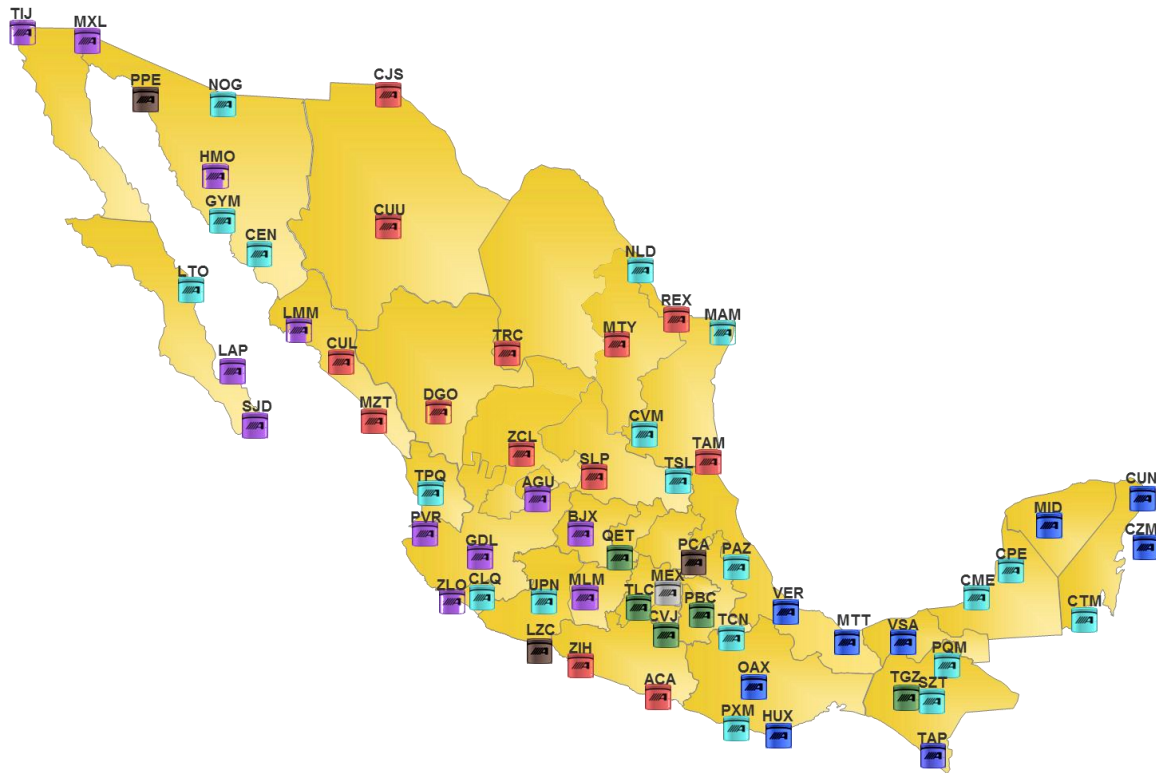 TIJ
MXL
PPE
NOG
CJS
HMO
GYM
CUU
CEN
LTO
NLD
REX
MAM
LMM
CUL
TRC
MTY
LAP
SJD
MZT
DGO
CVM
ZCL
SLP
TAM
TPQ
AGU
TSL
CUN
PVR
BJX
MID
CZM
GDL
QET
PCA
PAZ
CPE
ZLO
CLQ
UPN
MLM
MEX
CME
TLC
PBC
VER
CTM
CVJ
TCN
MTT
VSA
LZC
ZIH
PQM
ACA
OAX
TGZ
SZT
PXM
HUX
TAP